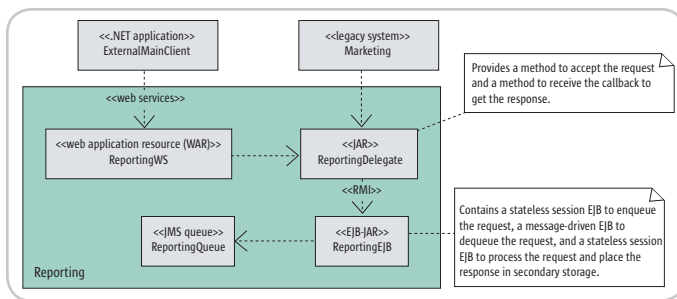 <<.NET application>>
ExternalMainClient
<<legacy system>>
Marketing
Provides a method to accept the request
and a method to receive the callback to
get the response.
<<web services>>
<<web application resource (WAR)>>
ReportingWS
<<JAR>>
ReportingDelegate
<<RMI>>
<<JMS queue>>
ReportingQueue
<<EJB-JAR>>
ReportingEJB
Contains a stateless session EJB to enqueue
the request, a message-driven EJB to
dequeue the request, and a stateless session
EJB to process the request and place the
response in secondary storage.
Reporting